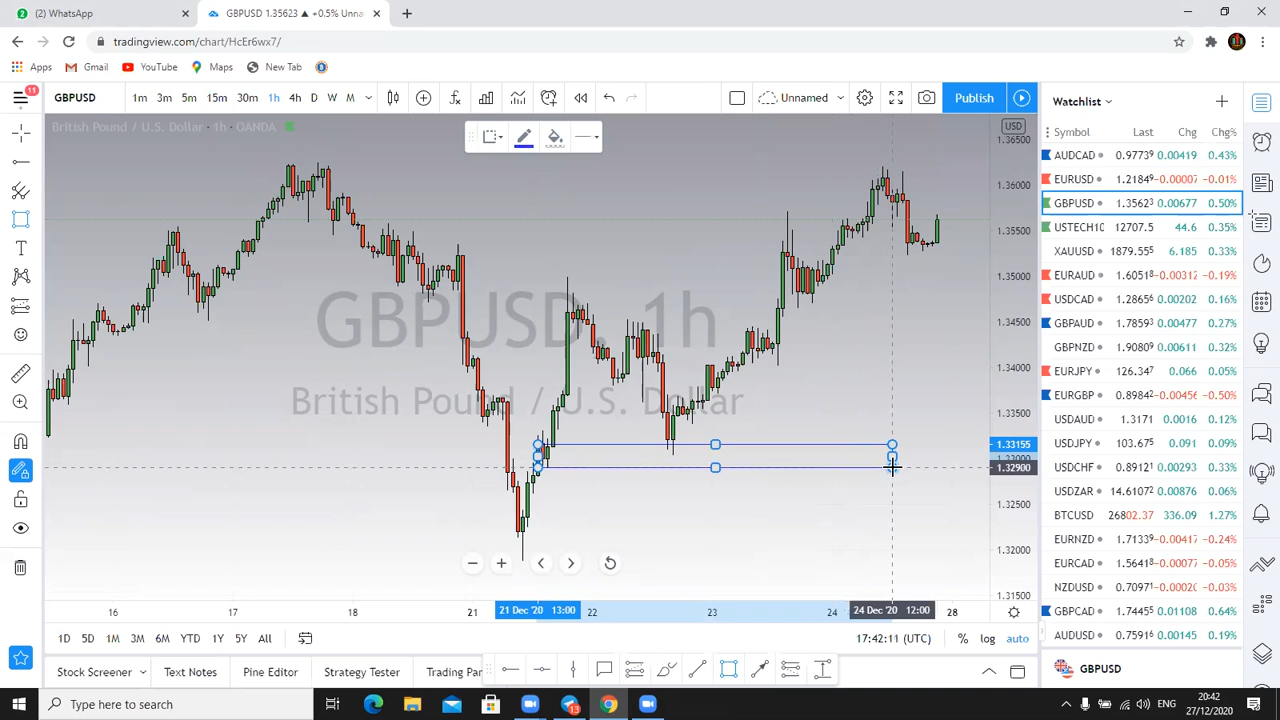 (2) WhatsApp
GBPUSD 1.35623 ▲ +0.5% Unna
tradingview.com/chart/HcEr6wx7/
Apps Gmail YouTube Maps New Tab
11
GBPUSD 1m 3m 5m 15m 30m 1h 4h D W M Unnamed Publish
British Pound / U.S. Dollar · 1h · OANDA
USD
GBPUSD, 1h
British Pound / U.S. Dollar
1.36500
1.36000
1.35500
1.35000
1.34500
1.34000
1.33500
1.33155
1.33000
1.32900
1.32500
1.32000
1.31500
16 17 18 21 21 Dec '20 13:00 22 23 24 24 Dec '20 12:00 28
1D 5D 1M 3M 6M YTD 1Y 5Y All 17:42:11 (UTC) % log auto
Stock Screener Text Notes Pine Editor Strategy Tester Trading Pan
Watchlist
Symbol Last Chg Chg%
AUDCAD 0.97739 0.00419 0.43%
EURUSD 1.21849 -0.00007 -0.01%
GBPUSD 1.35623 0.00677 0.50%
USTECH10 12707.5 44.6 0.35%
XAUUSD 1879.555 6.185 0.33%
EURAUD 1.60518 -0.00312 -0.19%
USDCAD 1.28656 0.00202 0.16%
GBPAUD 1.78593 0.00477 0.27%
GBPNZD 1.90809 0.00611 0.32%
EURJPY 126.347 0.066 0.05%
EURGBP 0.89842 -0.00456 -0.50%
USDAUD 1.3171 0.0016 0.12%
USDJPY 103.675 0.091 0.09%
USDCHF 0.89121 0.00293 0.33%
USDZAR 14.61072 0.00876 0.06%
BTCUSD 26802.37 336.09 1.27%
EURNZD 1.71339 -0.00417 -0.24%
EURCAD 1.56418 -0.00077 -0.05%
NZDUSD 0.70971 -0.00020 -0.03%
GBPCAD 1.74455 0.01108 0.64%
AUDUSD 0.75916 0.00145 0.19%
GBPUSD
Type here to search
13
ENG
20:42
27/12/2020